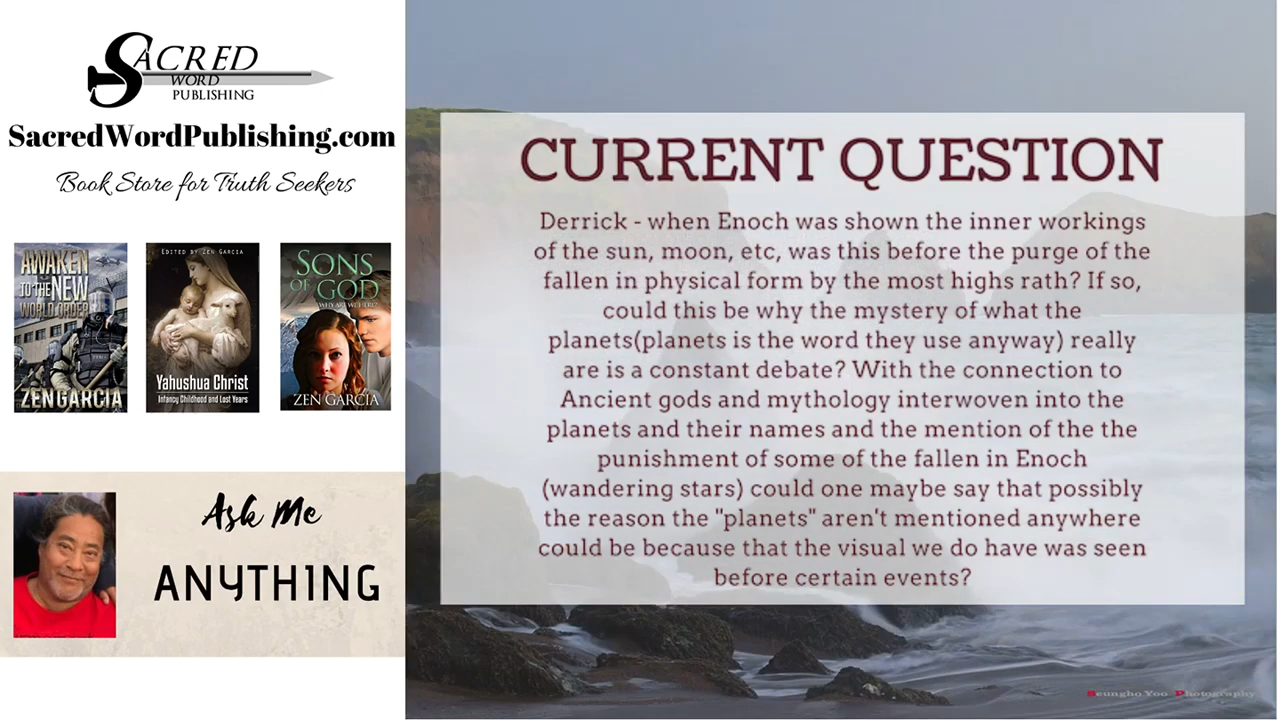 SACRED
WORD
PUBLISHING
SacredWordPublishing.com
Book Store for Truth Seekers
AWAKEN
TO THE NEW
WORLD ORDER
ZEN GARCIA
EDITED BY ZEN GARCIA
Yahushua Christ
Infancy Childhood and Lost Years
SONS
OF GOD
WHY ARE WE HERE?
ZEN GARCIA
Ask Me
ANYTHING
CURRENT QUESTION
Derrick - when Enoch was shown the inner workings
of the sun, moon, etc, was this before the purge of the
fallen in physical form by the most highs rath? If so,
could this be why the mystery of what the
planets(planets is the word they use anyway) really
are is a constant debate? With the connection to
Ancient gods and mythology interwoven into the
planets and their names and the mention of the the
punishment of some of the fallen in Enoch
(wandering stars) could one maybe say that possibly
the reason the "planets" aren't mentioned anywhere
could be because that the visual we do have was seen
before certain events?
Seungho Yoo Photography